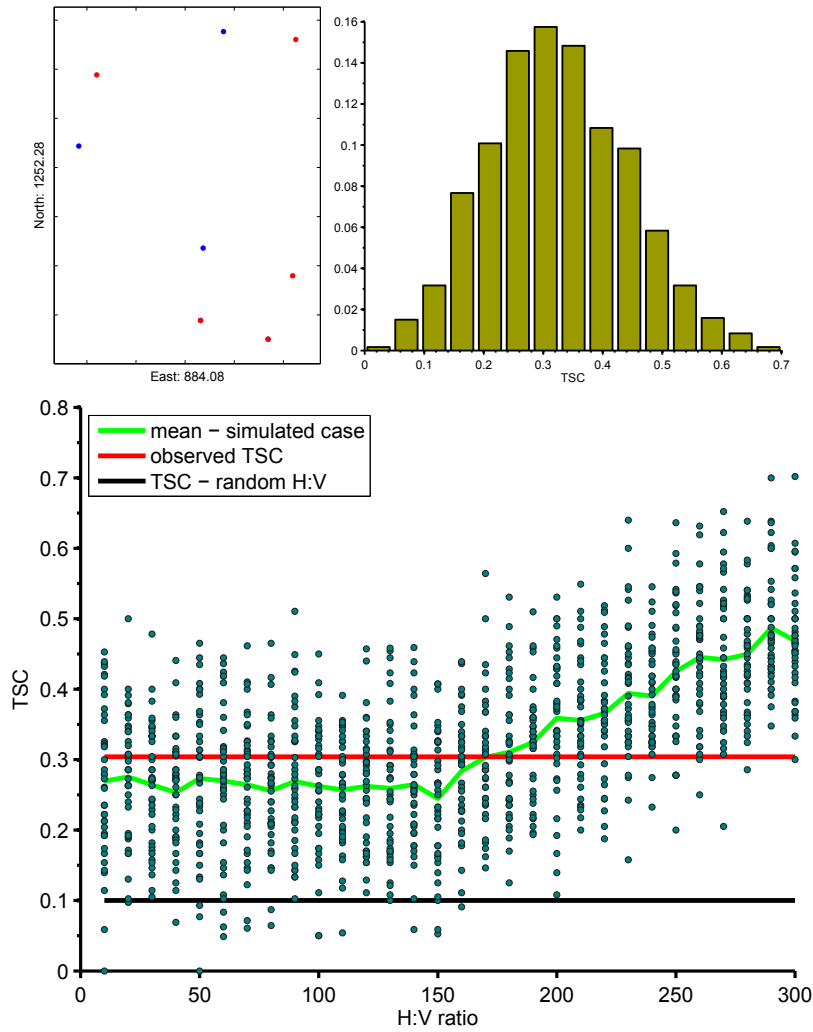 North: 1252.28
East: 884.08
0.16
0.14
0.12
0.1
0.08
0.06
0.04
0.02
0
0 0.1 0.2 0.3 0.4 0.5 0.6 0.7
TSC
0.8
0.7
0.6
0.5
0.4
0.3
0.2
0.1
0
TSC
mean − simulated case
observed TSC
TSC − random H:V
0 50 100 150 200 250 300
H:V ratio